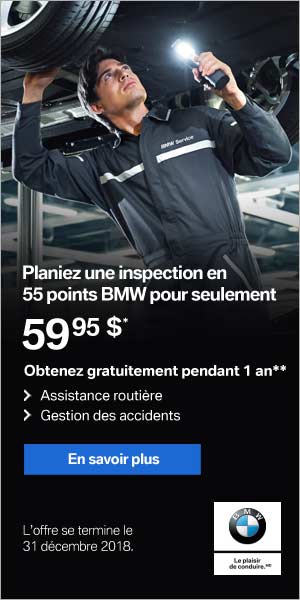 BMW Service
Planiez une inspection en
55 points BMW pour seulement
59 95 $*
Obtenez gratuitement pendant 1 an**
> Assistance routière
> Gestion des accidents
En savoir plus
L'offre se termine le
31 décembre 2018.
BMW
Le plaisir
de conduire.MD